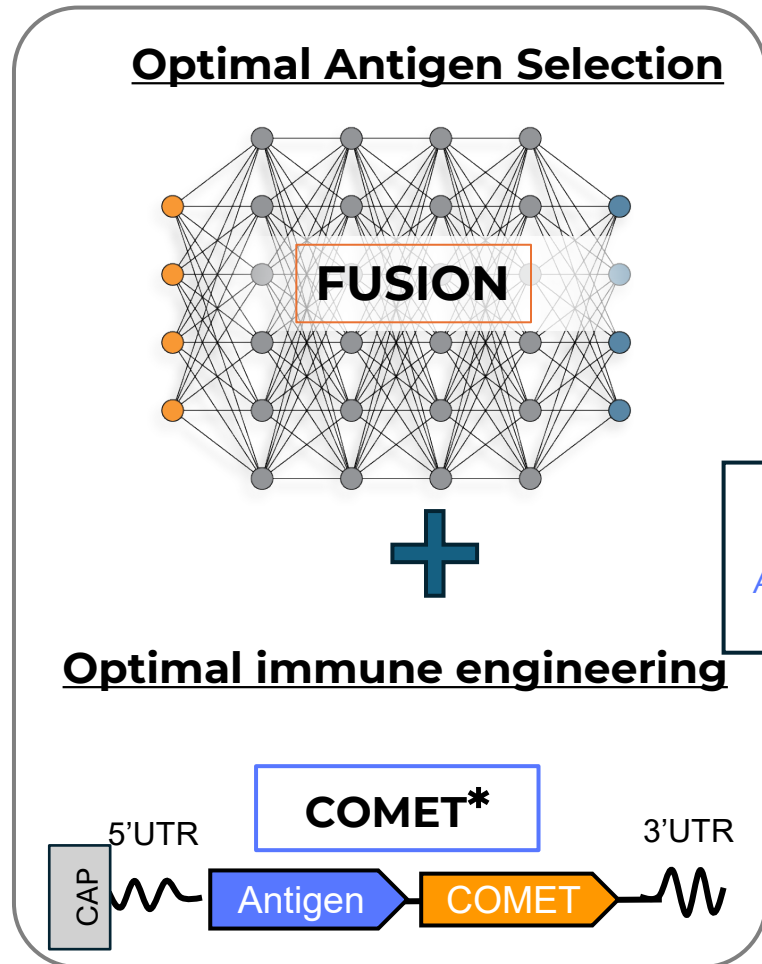 Optimal Antigen Selection
FUSION
A
Optimal immune engineering
COMET*
5'UTR
3'UTR
CAP
Antigen
COMET